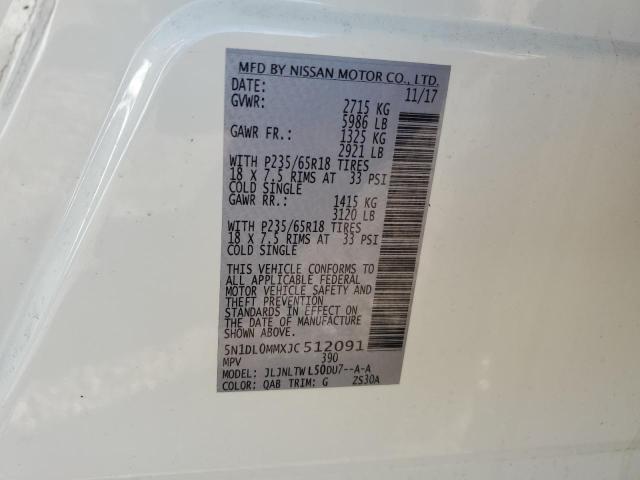 MFD BY NISSAN MOTOR CO., LTD.
DATE: 11/17
GVWR: 2715 KG
5986 LB
GAWR FR.: 1325 KG
2921 LB
WITH P235/65R18 TIRES
18 X 7.5 RIMS AT 33 PSI
COLD SINGLE
GAWR RR.: 1415 KG
3120 LB
WITH P235/65R18 TIRES
18 X 7.5 RIMS AT 33 PSI
COLD SINGLE
THIS VEHICLE CONFORMS TO
ALL APPLICABLE FEDERAL
MOTOR VEHICLE SAFETY AND
THEFT PREVENTION
STANDARDS IN EFFECT ON
THE DATE OF MANUFACTURE
SHOWN ABOVE.
5N1DL0MMXJC512091
MPV 390
MODEL: JLJNLTWL50DU7--A-A
COLOR: QAB TRIM: G ZS30A